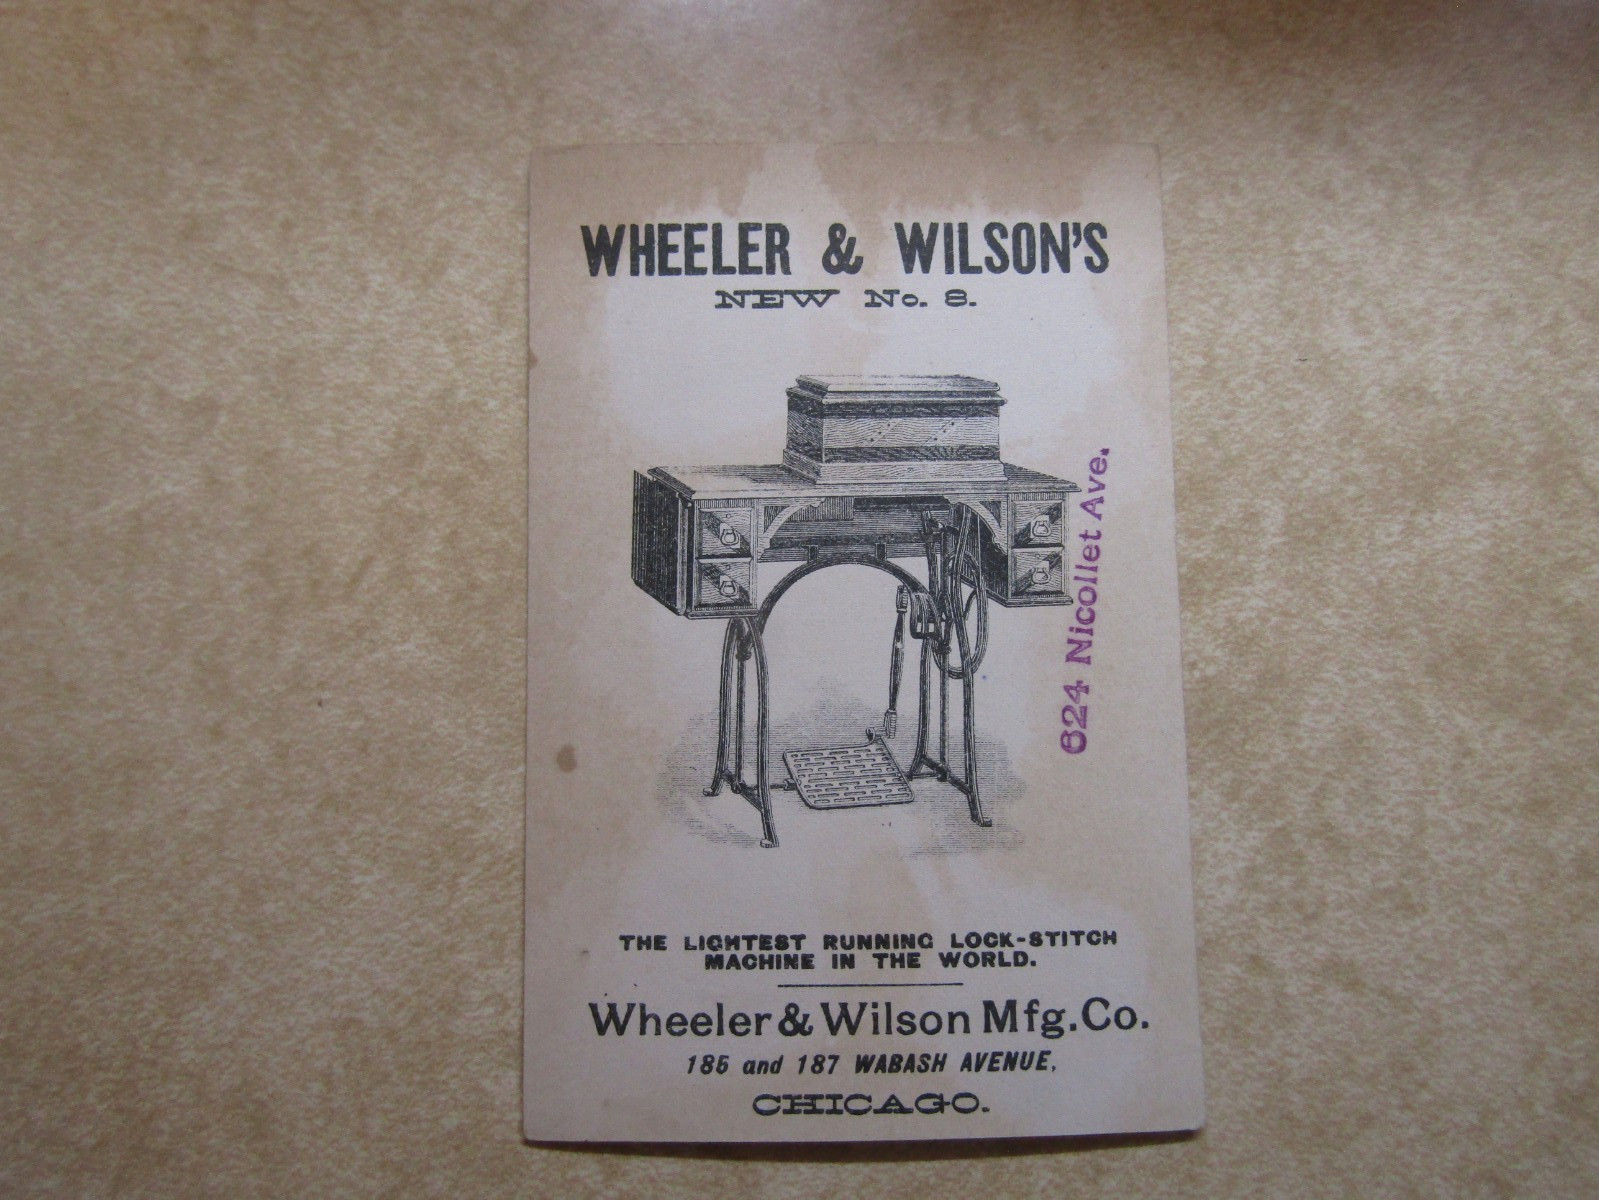 WHEELER & WILSON'S
NEW No. 8.
624 Nicollet Ave.
THE LIGHTEST RUNNING LOCK-STITCH
MACHINE IN THE WORLD.
Wheeler & Wilson Mfg. Co.
185 and 187 WABASH AVENUE,
CHICAGO.